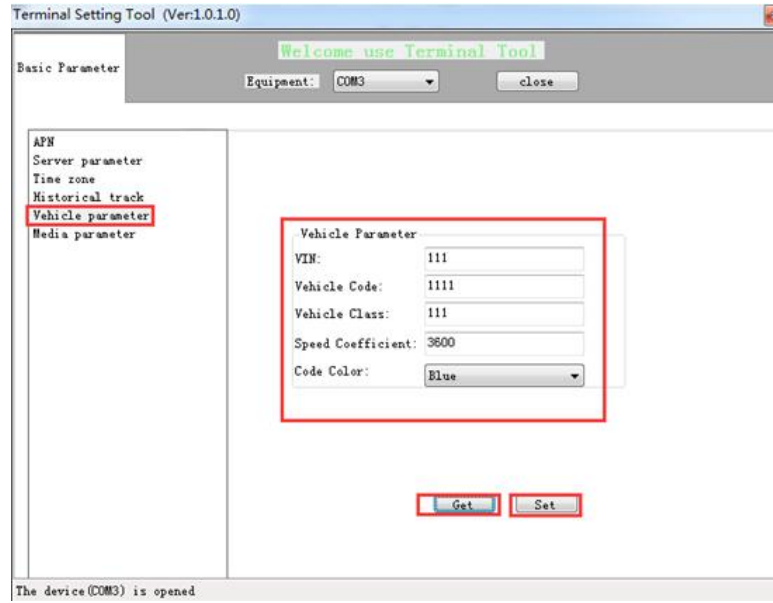 Terminal Setting Tool (Ver:1.0.1.0)
Welcome use Terminal Tool
Basic Parameter
Equipment: COM3 close
APN
Server parameter
Time zone
Historical track
Vehicle parameter
Media parameter
Vehicle Parameter
VIN: 111
Vehicle Code: 1111
Vehicle Class: 111
Speed Coefficient: 3600
Code Color: Blue
Get Set
The device(COM3) is opened